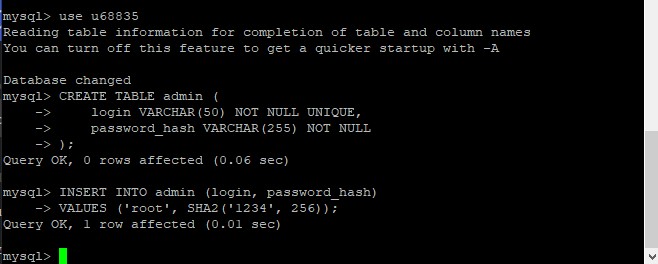 mysql> use u68835
Reading table information for completion of table and column names
You can turn off this feature to get a quicker startup with -A
Database changed
mysql> CREATE TABLE admin (
    ->     login VARCHAR(50) NOT NULL UNIQUE,
    ->     password_hash VARCHAR(255) NOT NULL
    -> );
Query OK, 0 rows affected (0.06 sec)
mysql> INSERT INTO admin (login, password_hash)
    -> VALUES ('root', SHA2('1234', 256));
Query OK, 1 row affected (0.01 sec)
mysql>